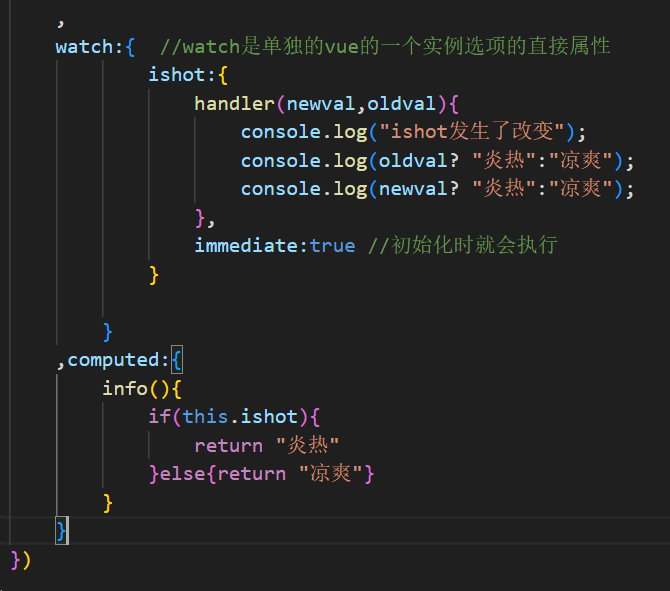 ,
watch:{ //watch是单独的vue的一个实例选项的直接属性
ishot:{
handler(newval,oldval){
console.log("ishot发生了改变");
console.log(oldval? "炎热":"凉爽");
console.log(newval? "炎热":"凉爽");
},
immediate:true //初始化时就会执行
}
}
,computed:{
info(){
if(this.ishot){
return "炎热"
}else{return "凉爽"}
}
}
})